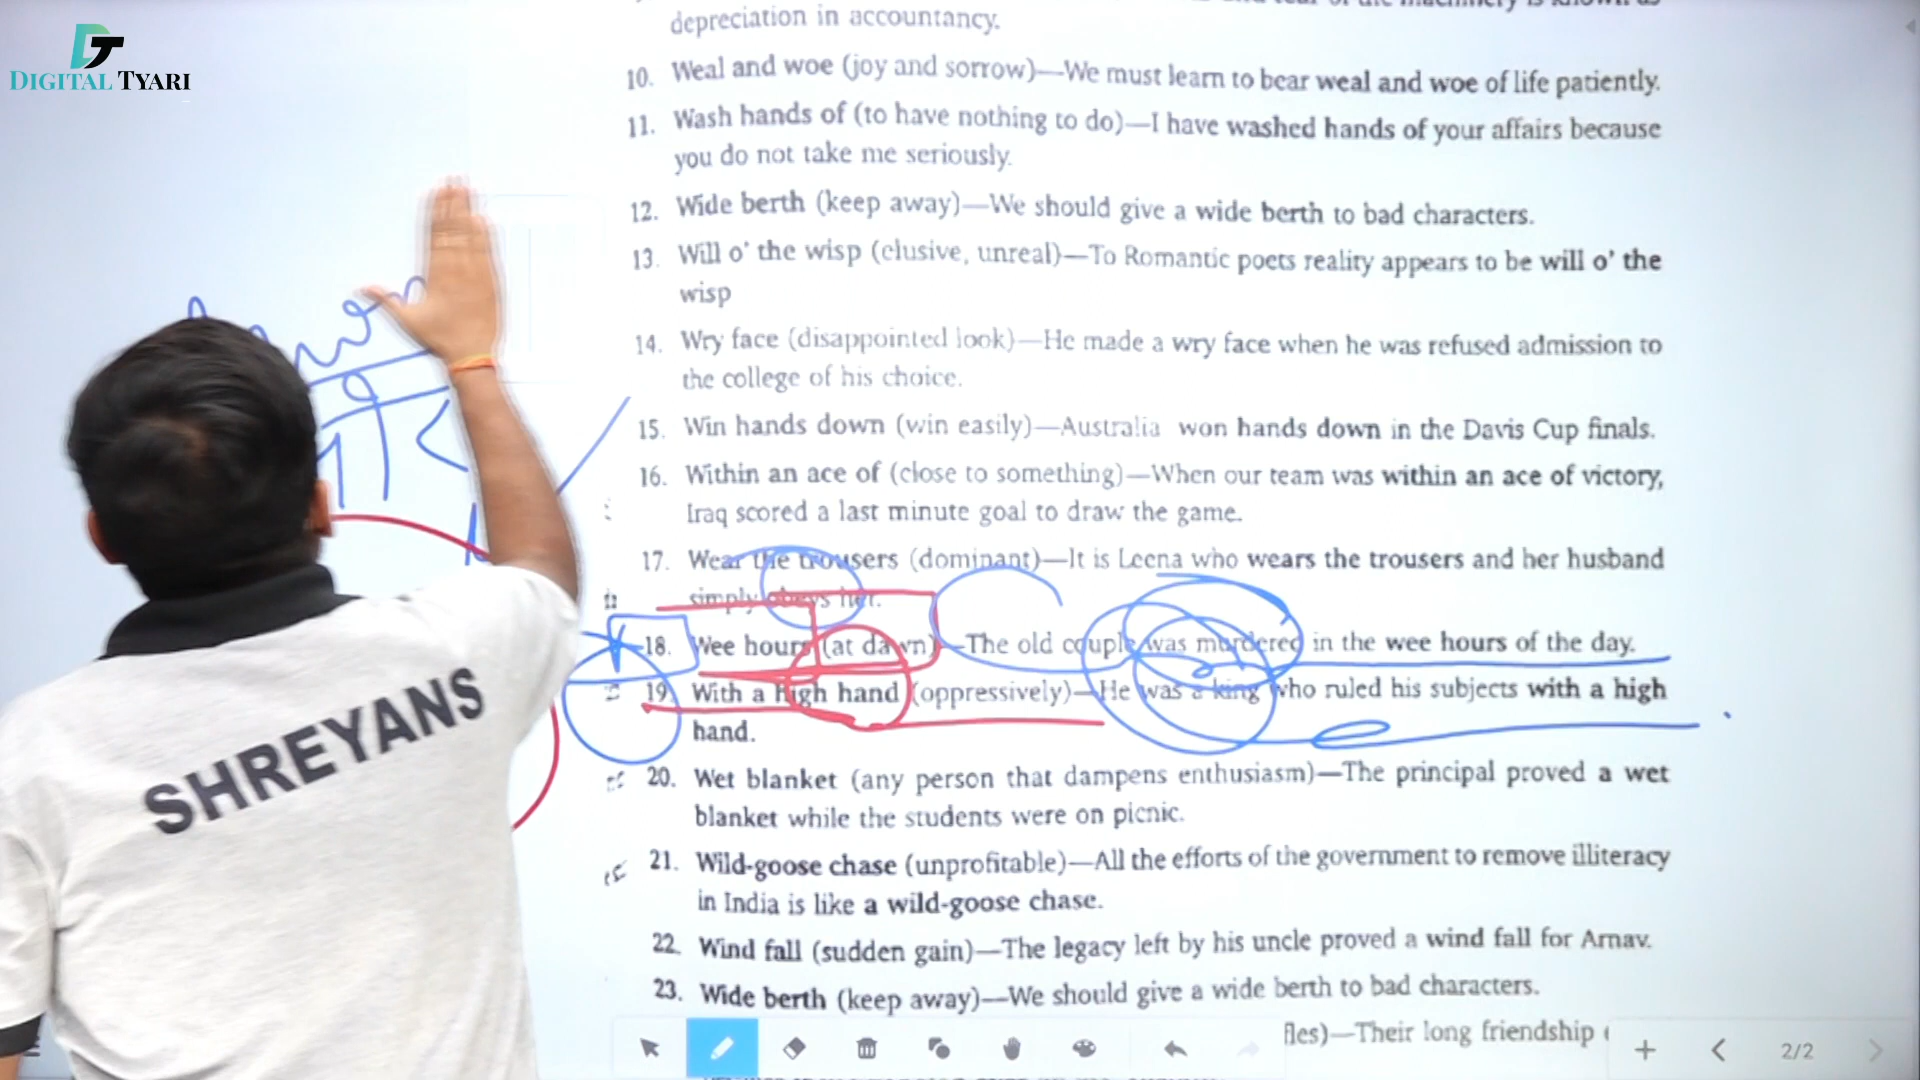 DIGITAL TYARI
depreciation in accountancy.
10. Weal and woe (joy and sorrow)—We must learn to bear weal and woe of life patiently.
11. Wash hands of (to have nothing to do)—I have washed hands of your affairs because
you do not take me seriously.
12. Wide berth (keep away)—We should give a wide berth to bad characters.
13. Will o' the wisp (elusive, unreal)—To Romantic poets reality appears to be will o' the
wisp
14. Wry face (disappointed look)—He made a wry face when he was refused admission to
the college of his choice.
15. Win hands down (win easily)—Australia won hands down in the Davis Cup finals.
16. Within an ace of (close to something)—When our team was within an ace of victory,
Iraq scored a last minute goal to draw the game.
17. Wear the trousers (dominant)—It is Leena who wears the trousers and her husband
simply obeys her.
18. Wee hours (at dawn)—The old couple was murdered in the wee hours of the day.
19. With a high hand (oppressively)—He was a king who ruled his subjects with a high
hand.
20. Wet blanket (any person that dampens enthusiasm)—The principal proved a wet
blanket while the students were on picnic.
21. Wild-goose chase (unprofitable)—All the efforts of the government to remove illiteracy
in India is like a wild-goose chase.
22. Wind fall (sudden gain)—The legacy left by his uncle proved a wind fall for Arnav.
23. Wide berth (keep away)—We should give a wide berth to bad characters.
fles)—Their long friendship
2/2
SHREYANS